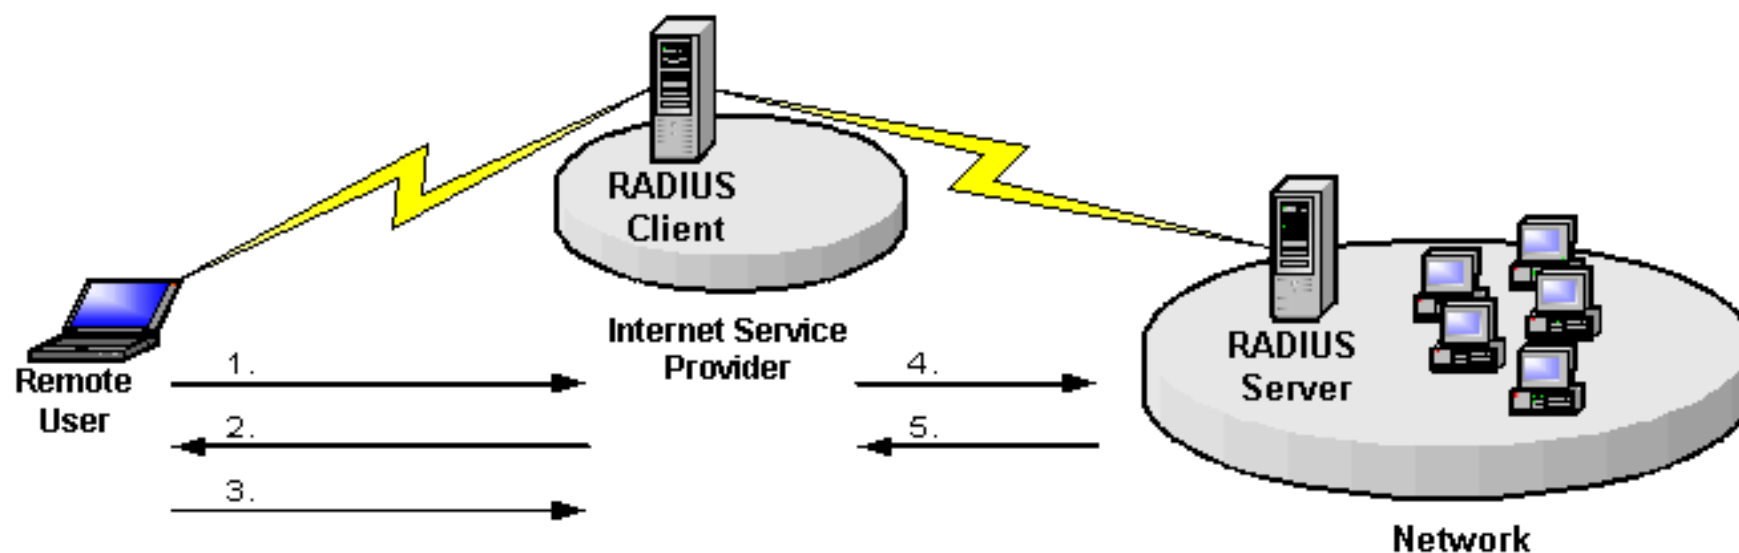 RADIUS
Client
Internet Service
Provider
RADIUS
Server
Remote
User
1.
2.
3.
4.
5.
Network